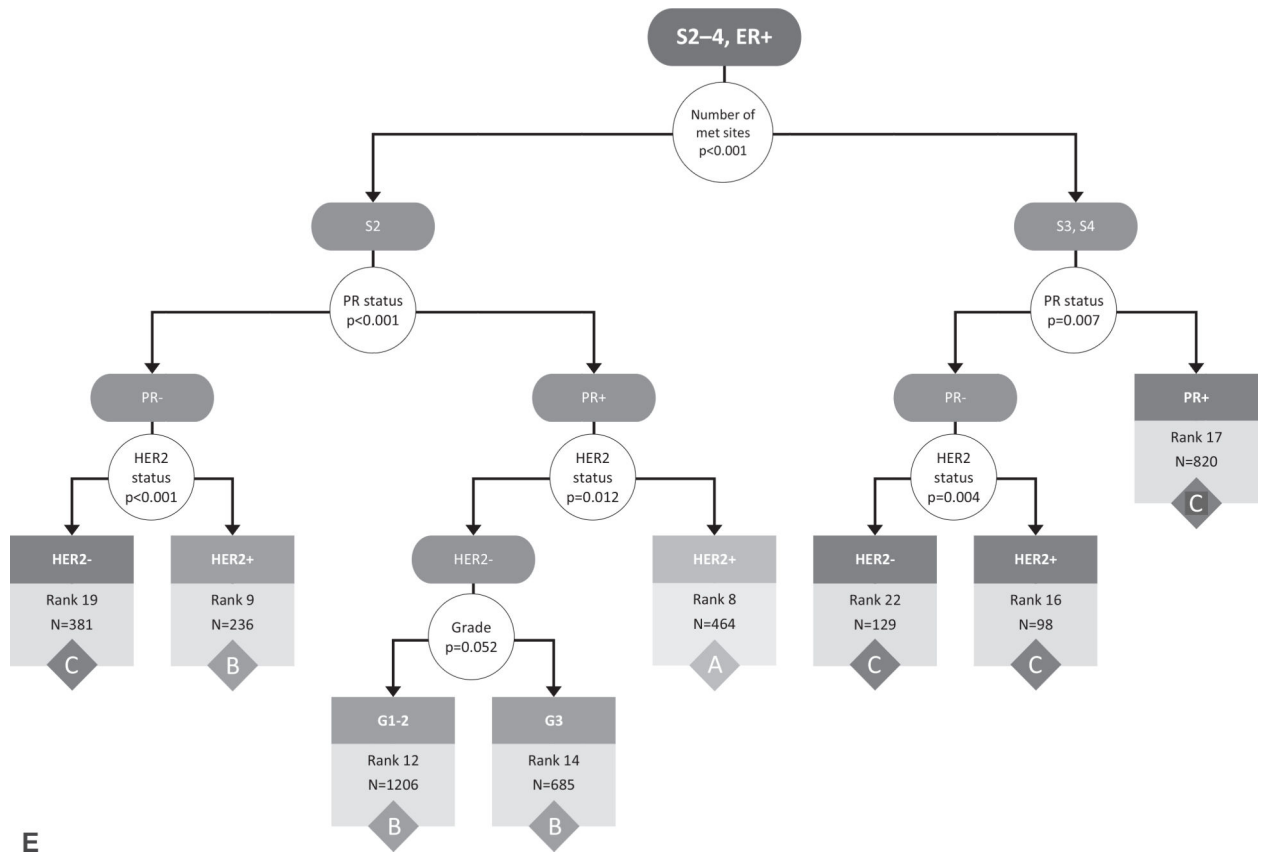 S2–4, ER+
Number of
met sites
p<0.001
S2
S3, S4
PR status
p<0.001
PR status
p=0.007
PR-
PR+
PR-
PR+
Rank 17
N=820
C
HER2
status
p<0.001
HER2
status
p=0.012
HER2
status
p=0.004
HER2-
Rank 19
N=381
C
HER2+
Rank 9
N=236
B
HER2-
HER2+
Rank 8
N=464
A
HER2-
Rank 22
N=129
C
HER2+
Rank 16
N=98
C
Grade
p=0.052
G1-2
Rank 12
N=1206
B
G3
Rank 14
N=685
B
E